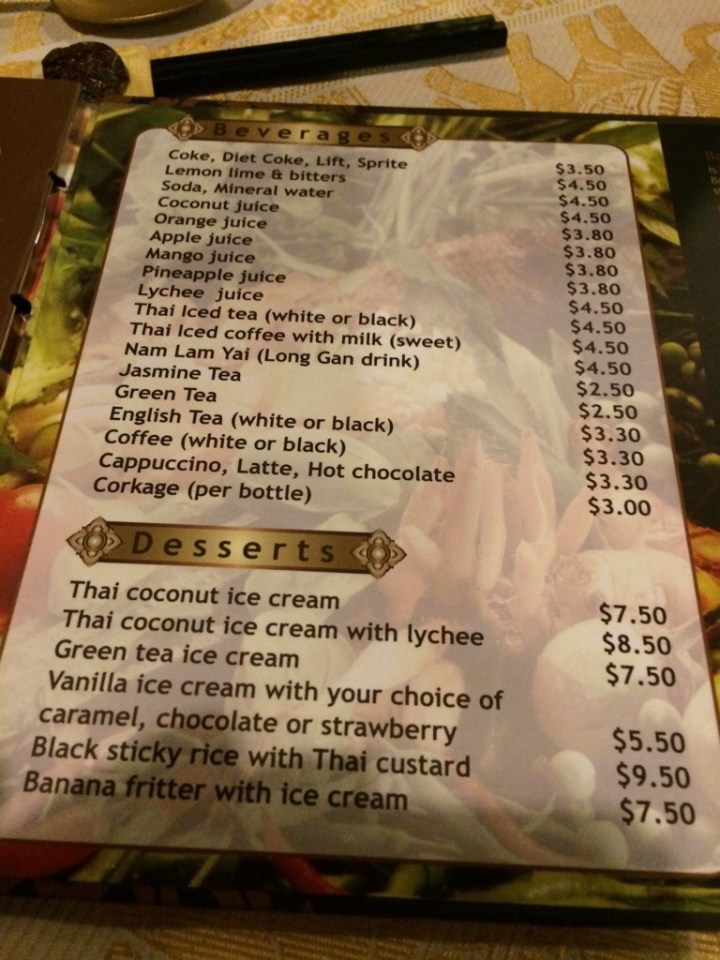 Beverages
Coke, Diet Coke, Lift, Sprite $3.50
Lemon lime & bitters $4.50
Soda, Mineral water $4.50
Coconut juice $4.50
Orange juice $3.80
Apple juice $3.80
Mango juice $3.80
Pineapple juice $3.80
Lychee juice $4.50
Thai Iced tea (white or black) $4.50
Thai Iced coffee with milk (sweet) $4.50
Nam Lam Yai (Long Gan drink) $4.50
Jasmine Tea $2.50
Green Tea $2.50
English Tea (white or black) $3.30
Coffee (white or black) $3.30
Cappuccino, Latte, Hot chocolate $3.30
Corkage (per bottle) $3.00
Desserts
Thai coconut ice cream $7.50
Thai coconut ice cream with lychee $8.50
Green tea ice cream $7.50
Vanilla ice cream with your choice of
caramel, chocolate or strawberry $5.50
Black sticky rice with Thai custard $9.50
Banana fritter with ice cream $7.50